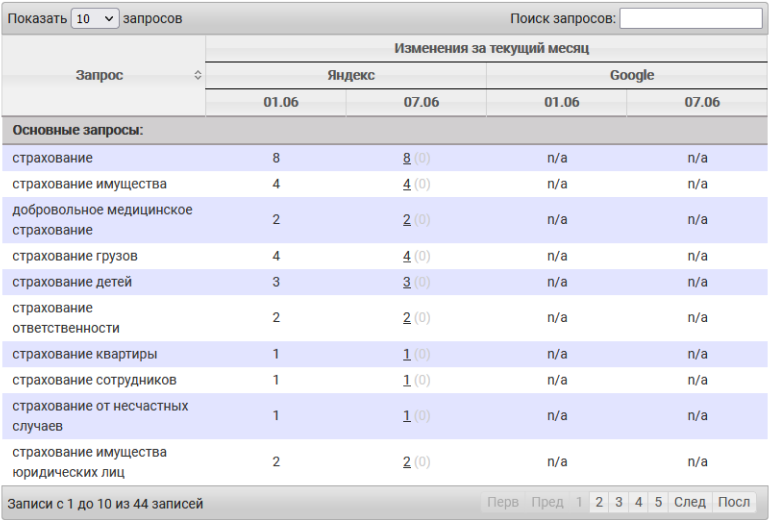 Показать 10 запросов Поиск запросов:
Запрос
Изменения за текущий месяц
Яндекс Google
01.06 07.06 01.06 07.06
Основные запросы:
страхование 8 8 (0) n/a n/a
страхование имущества 4 4 (0) n/a n/a
добровольное медицинское
страхование 2 2 (0) n/a n/a
страхование грузов 4 4 (0) n/a n/a
страхование детей 3 3 (0) n/a n/a
страхование
ответственности 2 2 (0) n/a n/a
страхование квартиры 1 1 (0) n/a n/a
страхование сотрудников 1 1 (0) n/a n/a
страхование от несчастных
случаев 1 1 (0) n/a n/a
страхование имущества
юридических лиц 2 2 (0) n/a n/a
Записи с 1 до 10 из 44 записей Перв Пред 1 2 3 4 5 След Посл